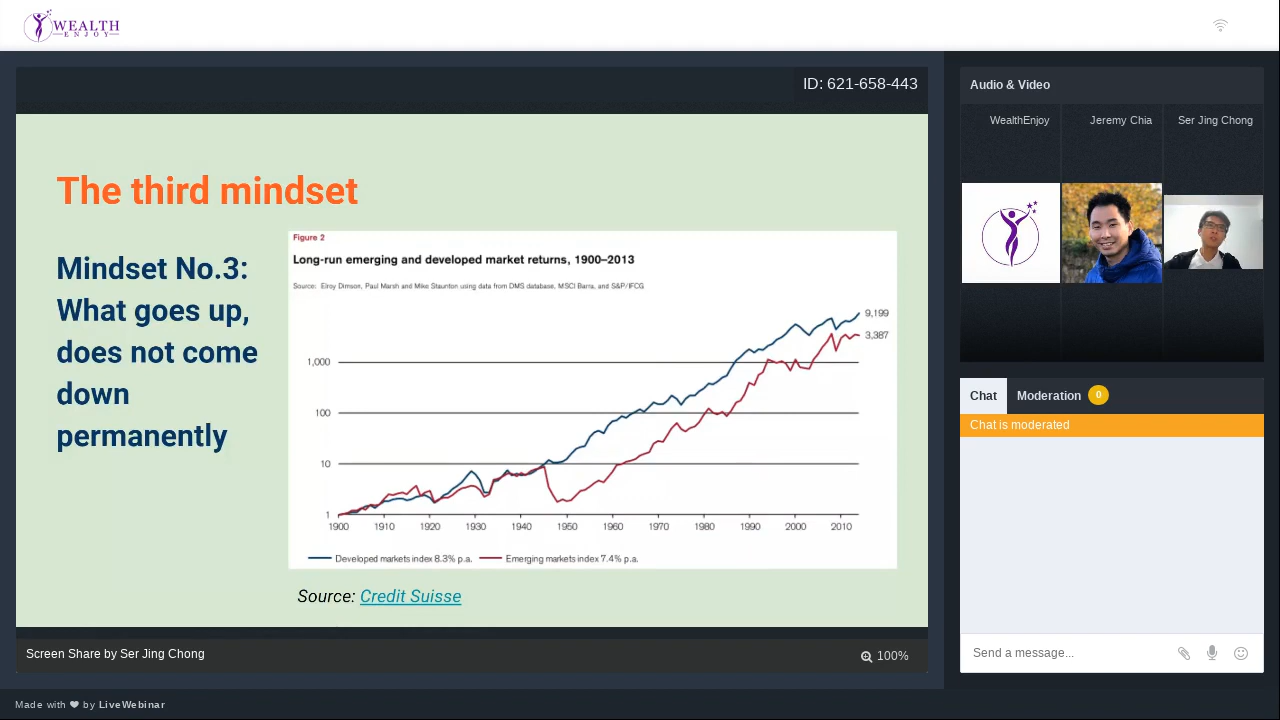 WEALTH
ENJOY
ID: 621-658-443
The third mindset
Mindset No.3:
What goes up,
does not come
down
permanently
Figure 2
Long-run emerging and developed market returns, 1900–2013
Source: Elroy Dimson, Paul Marsh and Mike Staunton using data from DMS database, MSCI Barra, and S&P/IFCG
9,199
3,387
1,000
100
10
1
1900 1910 1920 1930 1940 1950 1960 1970 1980 1990 2000 2010
Developed markets index 8.3% p.a. Emerging markets index 7.4% p.a.
Source: Credit Suisse
Screen Share by Ser Jing Chong
100%
Audio & Video
WealthEnjoy Jeremy Chia Ser Jing Chong
Chat Moderation 0
Chat is moderated
Send a message...
Made with ❤ by LiveWebinar